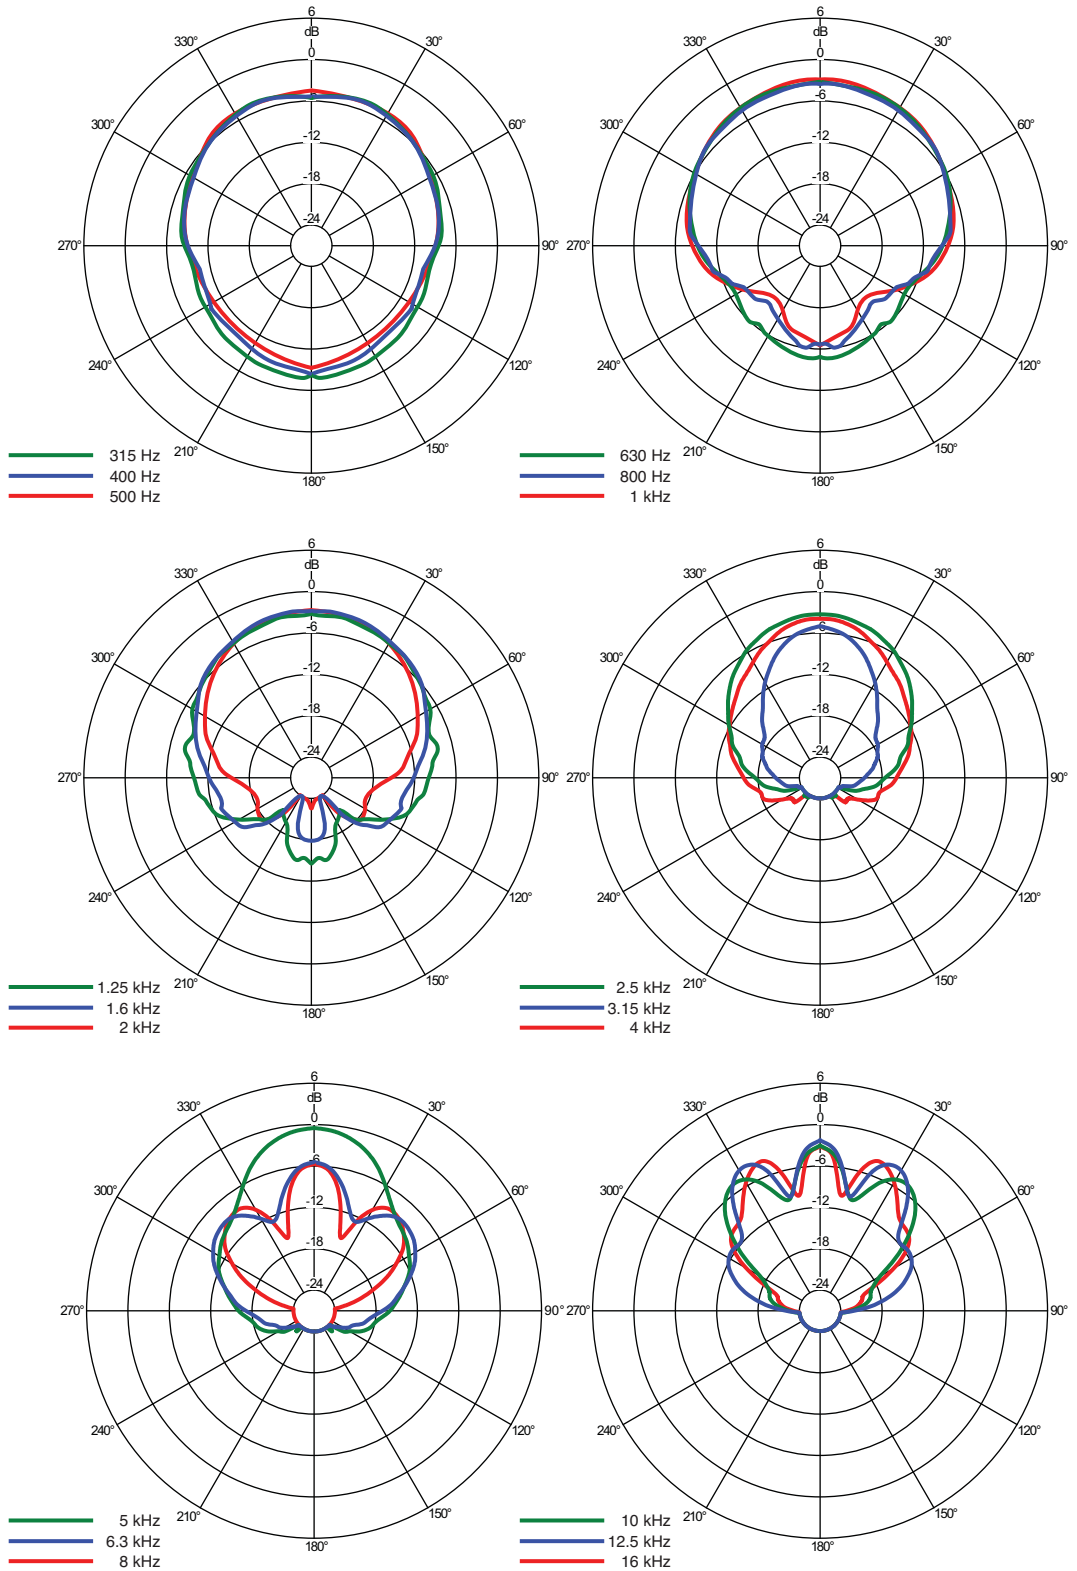 6 6
dB dB
330° 0 30° 330° 0 30°
-6 -6
300° -12 60° 300° -12 60°
-18 -18
-24 -24
270° 90° 270° 90°
240° 120° 240° 120°
210° 150° 210° 150°
315 Hz 630 Hz
400 Hz 180° 800 Hz 180°
500 Hz 1 kHz
6 6
dB dB
330° 0 30° 330° 0 30°
-6 -6
300° -12 60° 300° -12 60°
-18 -18
-24 -24
270° 90° 270° 90°
240° 120° 240° 120°
210° 150° 210° 150°
1.25 kHz 2.5 kHz
1.6 kHz 180° 3.15 kHz 180°
2 kHz 4 kHz
6 6
dB dB
330° 0 30° 330° 0 30°
-6 -6
300° -12 60° 300° -12 60°
-18 -18
-24 -24
270° 90° 270° 90°
240° 120° 240° 120°
210° 150° 210° 150°
5 kHz 10 kHz
6.3 kHz 180° 12.5 kHz 180°
8 kHz 16 kHz